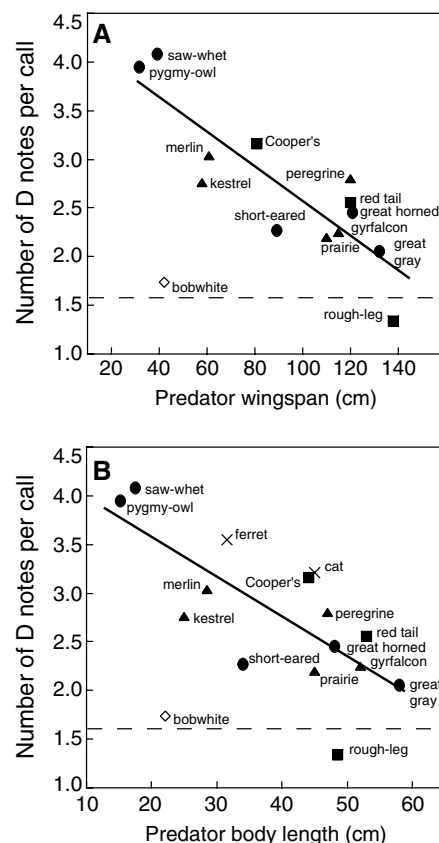 A
Number of D notes per call
4.5
4.0
3.5
3.0
2.5
2.0
1.5
1.0
saw-whet
pygmy-owl
merlin
Cooper's
kestrel
peregrine
red tail
short-eared
great horned
gyrfalcon
prairie
great
gray
bobwhite
rough-leg
20 40 60 80 100 120 140
Predator wingspan (cm)
B
Number of D notes per call
4.5
4.0
3.5
3.0
2.5
2.0
1.5
1.0
saw-whet
pygmy-owl
ferret
cat
merlin
Cooper's
kestrel
peregrine
red tail
great horned
short-eared
gyrfalcon
prairie
great
gray
bobwhite
rough-leg
10 20 30 40 50 60
Predator body length (cm)